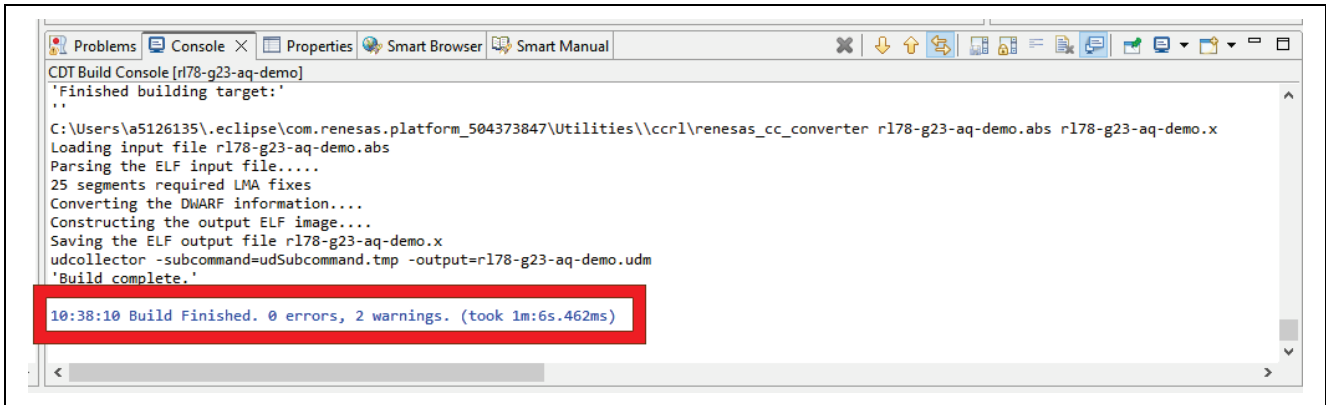 Problems Console Properties Smart Browser Smart Manual
CDT Build Console [rl78-g23-aq-demo]
'Finished building target:'
''
C:\Users\a5126135\.eclipse\com.renesas.platform_504373847\Utilities\\ccrl\renesas_cc_converter rl78-g23-aq-demo.abs rl78-g23-aq-demo.x
Loading input file rl78-g23-aq-demo.abs
Parsing the ELF input file.....
25 segments required LMA fixes
Converting the DWARF information....
Constructing the output ELF image....
Saving the ELF output file rl78-g23-aq-demo.x
udcollector -subcommand=udSubcommand.tmp -output=rl78-g23-aq-demo.udm
'Build complete.'
10:38:10 Build Finished. 0 errors, 2 warnings. (took 1m:6s.462ms)